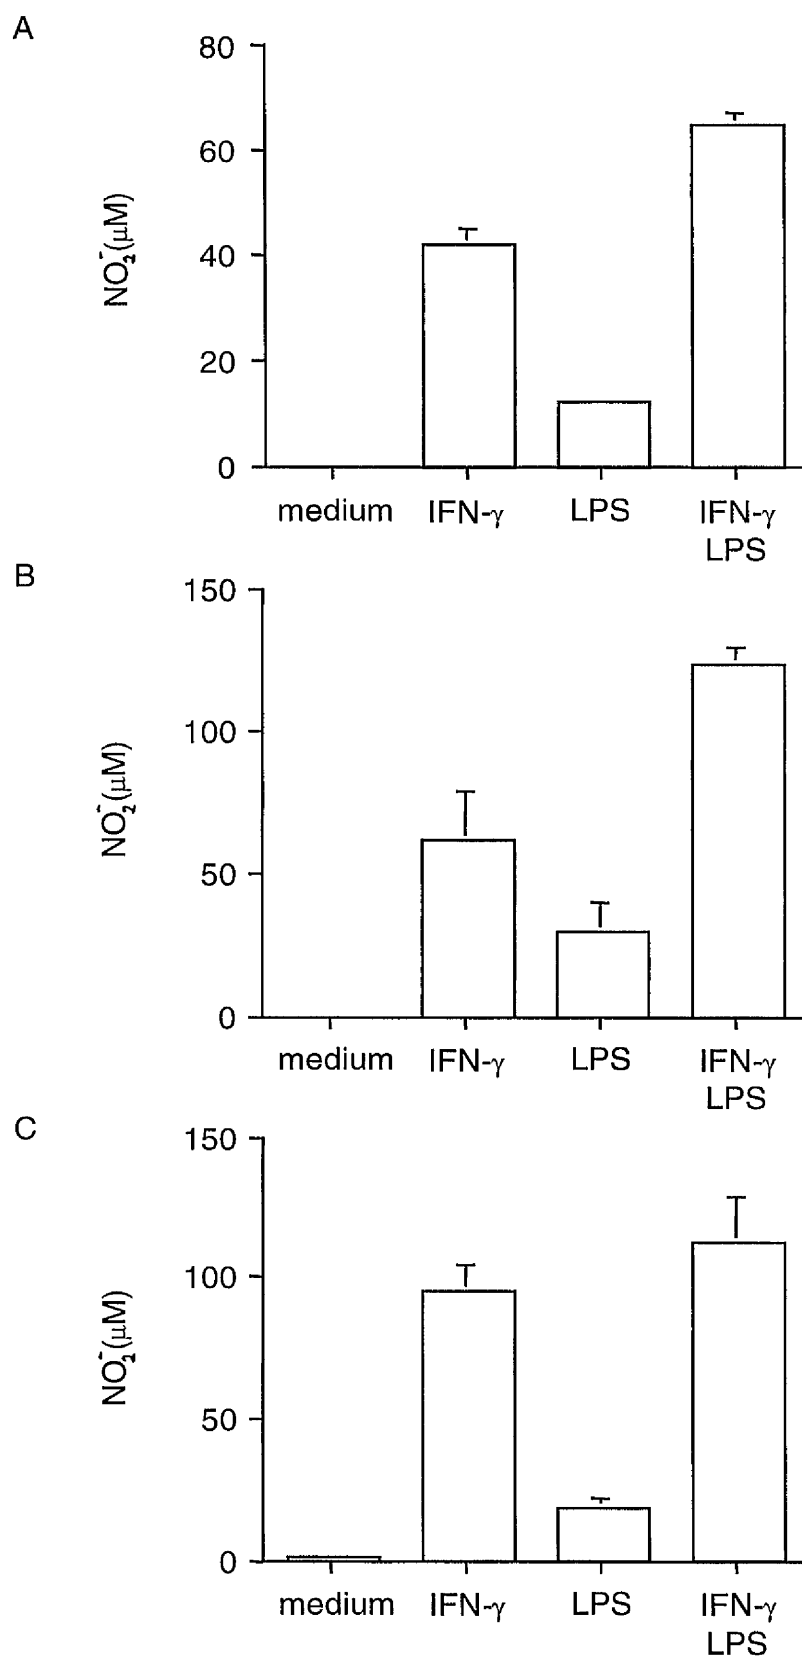 A
80
60
40
20
0
NO₂⁻(μM)
medium IFN-γ LPS IFN-γ
LPS
B
150
100
50
0
NO₂⁻(μM)
medium IFN-γ LPS IFN-γ
LPS
C
150
100
50
0
NO₂⁻(μM)
medium IFN-γ LPS IFN-γ
LPS